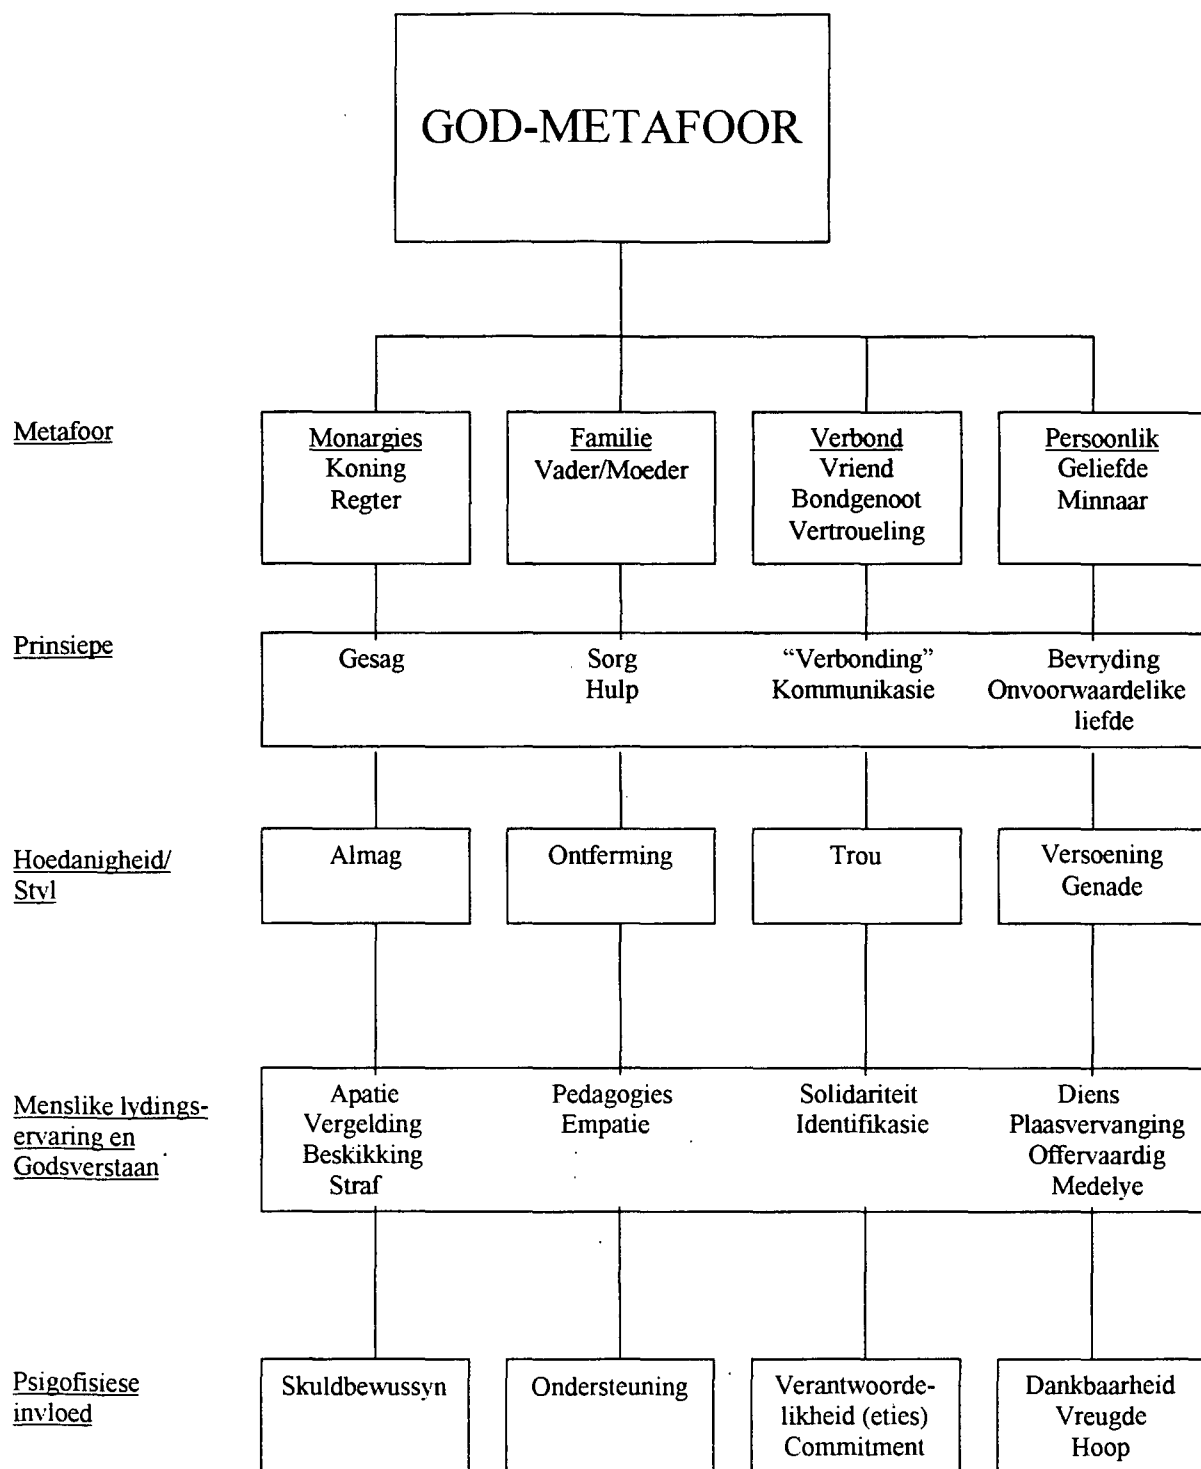 GOD-METAFOOR
Metafoor
Monargies
Koning
Regter
Familie
Vader/Moeder
Verbond
Vriend
Bondgenoot
Vertroueling
Persoonlik
Geliefde
Minnaar
Prinsiepe
Gesag
Sorg
Hulp
“Verbonding”
Kommunikasie
Bevryding
Onvoorwaardelike
liefde
Hoedanigheid/
Styl
Almag
Ontferming
Trou
Versoening
Genade
Menslike lydings-
ervaring en
Godsverstaan
Apatie
Vergelding
Beskikking
Straf
Pedagogies
Empatie
Solidariteit
Identifikasie
Diens
Plaasvervanging
Offervaardig
Medelye
Psigofisiese
invloed
Skuldbewussyn
Ondersteuning
Verantwoorde-
likheid (eties)
Commitment
Dankbaarheid
Vreugde
Hoop